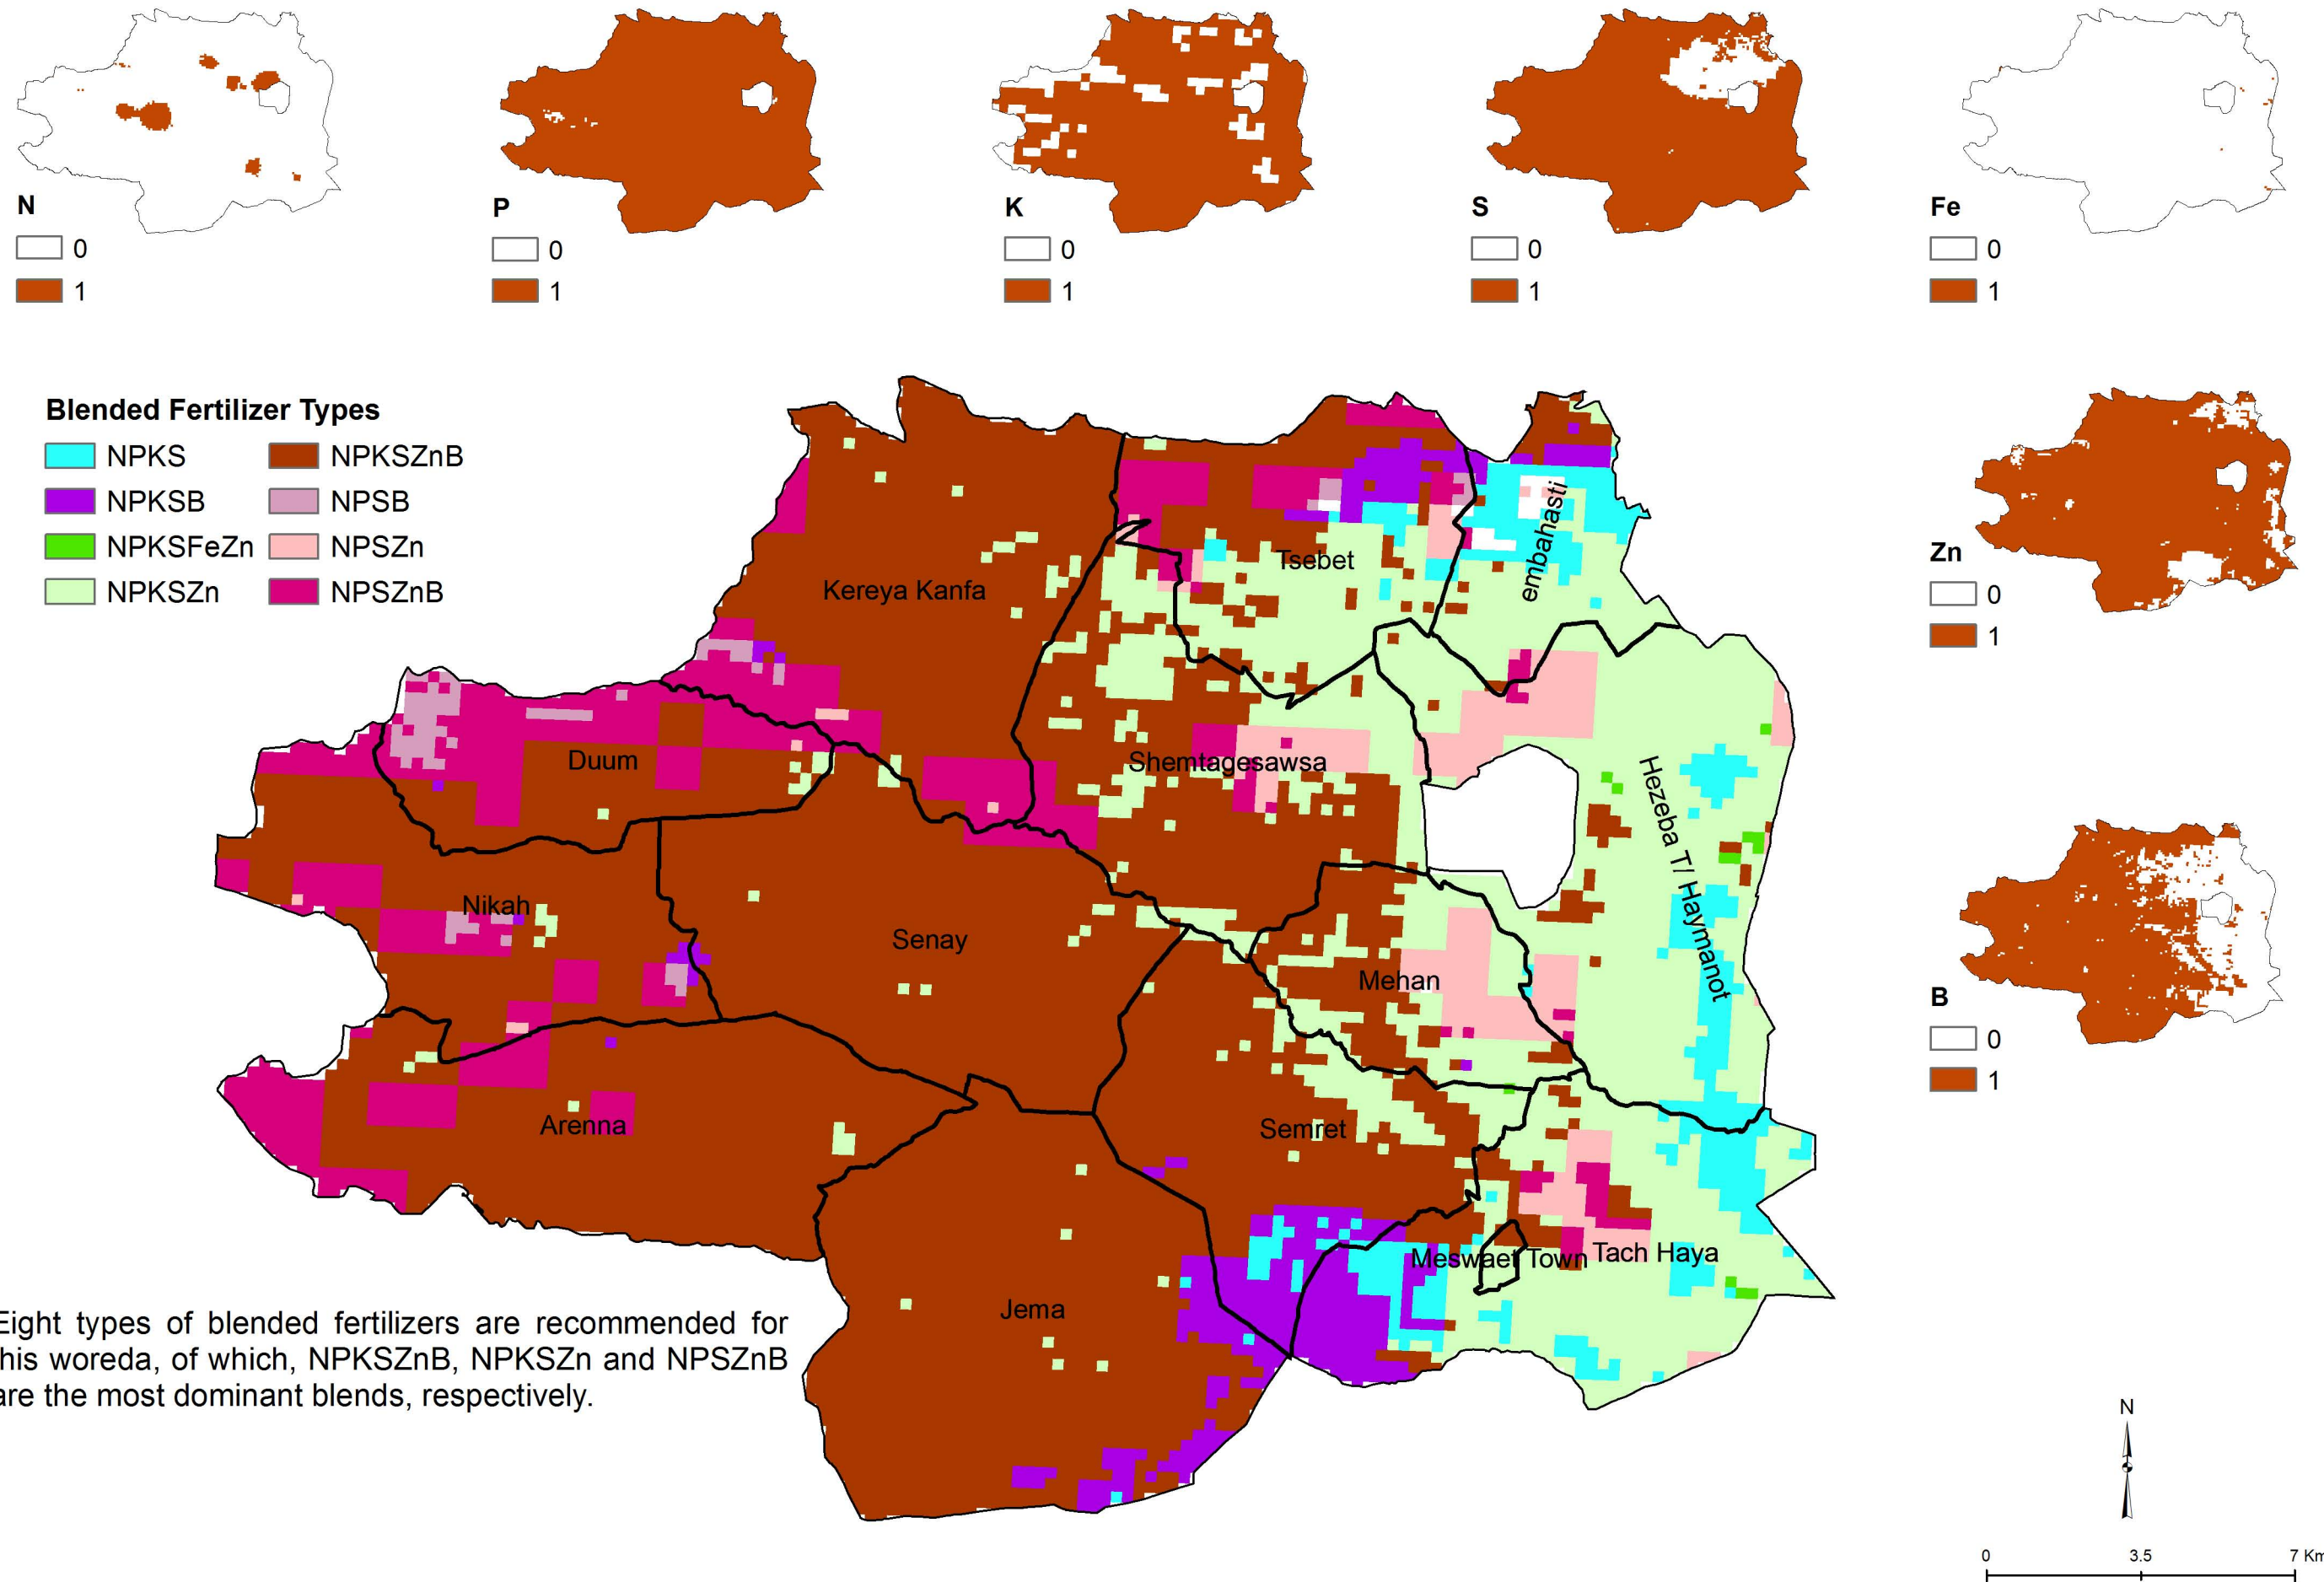 N
0
1
P
0
1
K
0
1
S
0
1
Fe
0
1
Blended Fertilizer Types
NPKS
NPKSZnB
NPKSB
NPSB
NPKSFeZn
NPSZn
NPKSZn
NPSZnB
Zn
0
1
B
0
1
Tsebet
embahasti
Kereya Kanfa
Duum
Shemtagesawsa
Hezeba T/ Haymanot
Nikah
Senay
Mehan
Arenna
Semret
Meswaet Town
Tach Haya
Jema
Eight types of blended fertilizers are recommended for
this woreda, of which, NPKSZnB, NPKSZn and NPSZnB
are the most dominant blends, respectively.
N
0 3.5 7 Km